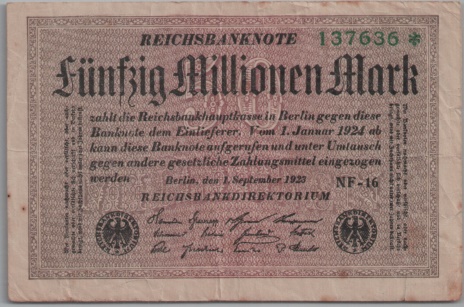 REICHSBANKNOTE 137636 *
Fünfzig Millionen Mark
zahlt die Reichsbankhauptkasse in Berlin gegen diese
Banknote dem Einlieferer. Vom 1. Januar 1924 ab
kann diese Banknote aufgerufen und unter Umtausch
gegen andere gesetzliche Zahlungsmittel eingezogen
werden Berlin, den 1. September 1923 NF-16
REICHSBANKDIREKTORIUM